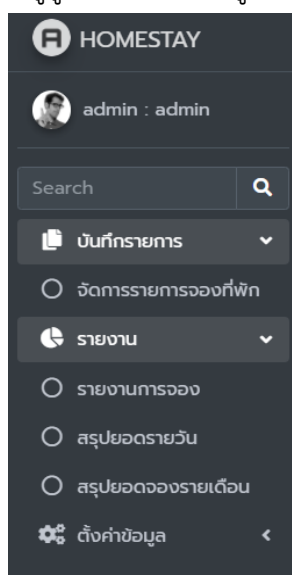 HOMESTAY
admin : admin
Search
บันทึกรายการ
จัดการรายการจองที่พัก
รายงาน
รายงานการจอง
สรุปยอดรายวัน
สรุปยอดจองรายเดือน
ตั้งค่าข้อมูล